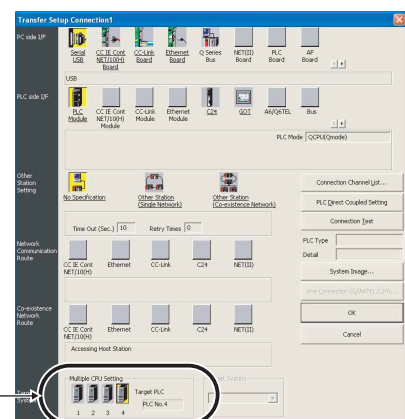 Transfer Setup Connection1
PC side I/F
Serial USB
CC IE Cont NET/10(H) Board
CC-Link Board
Ethernet Board
Q Series Bus
NET(II) Board
PLC Board
AF Board
USB
PLC side I/F
PLC Module
CC IE Cont NET/10(H) Module
CC-Link Module
Ethernet Module
C24
GOT
A6/Q6TEL
Bus
PLC Mode QCPU(Qmode)
Other Station Setting
No Specification
Other Station (Single Network)
Other Station (Co-existence Network)
Time Out (Sec.) 10
Retry Times 0
Connection Channel List...
PLC Direct Coupled Setting
Connection Test
PLC Type
Detail
System Image...
Line Connection (Q/A6TEL,C24)...
OK
Cancel
Network Communication Route
CC IE Cont NET/10(H)
Ethernet
CC-Link
C24
NET(II)
Co-existence Network Route
CC IE Cont NET/10(H)
Ethernet
CC-Link
C24
NET(II)
Accessing Host Station
Multiple CPU Setting
1 2 3 4
Target PLC
PLC No.4
System